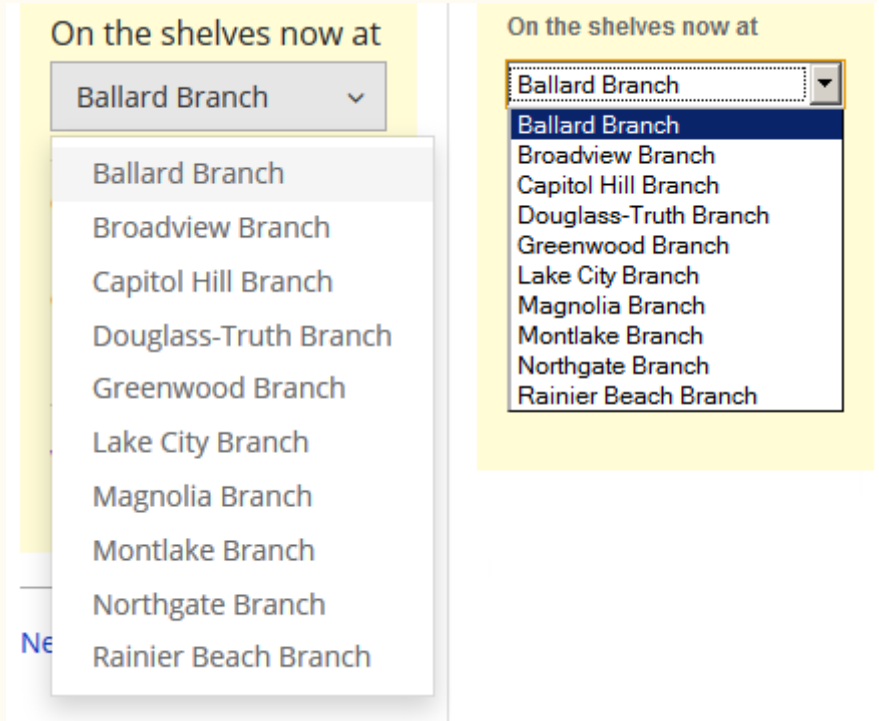 On the shelves now at
Ballard Branch
Ballard Branch
Broadview Branch
Capitol Hill Branch
Douglass-Truth Branch
Greenwood Branch
Lake City Branch
Magnolia Branch
Montlake Branch
Northgate Branch
Rainier Beach Branch
Ne
On the shelves now at
Ballard Branch
Ballard Branch
Broadview Branch
Capitol Hill Branch
Douglass-Truth Branch
Greenwood Branch
Lake City Branch
Magnolia Branch
Montlake Branch
Northgate Branch
Rainier Beach Branch